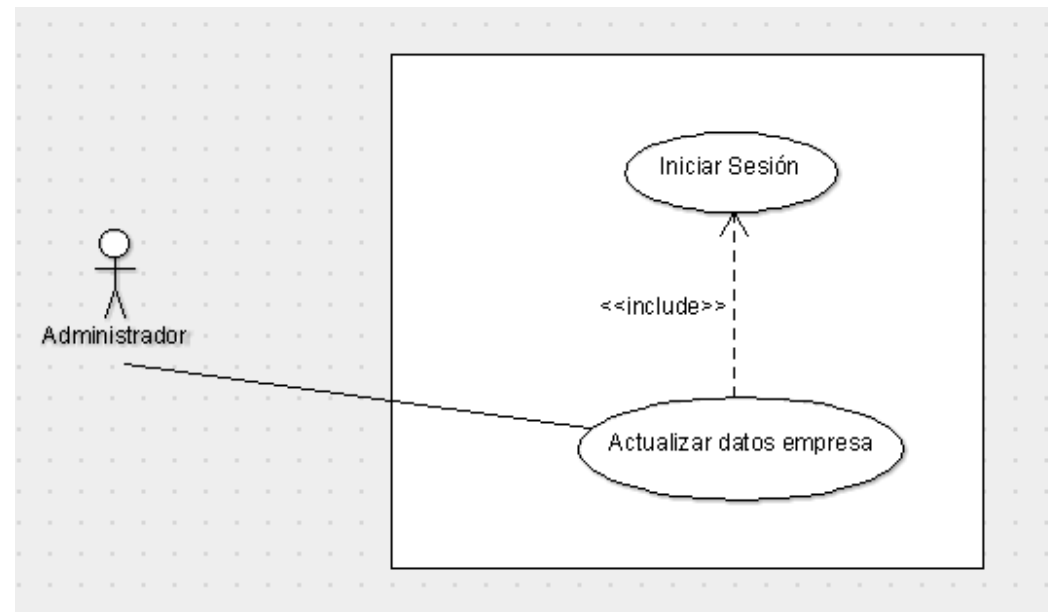 Iniciar Sesión
<<include>>
Administrador
Actualizar datos empresa